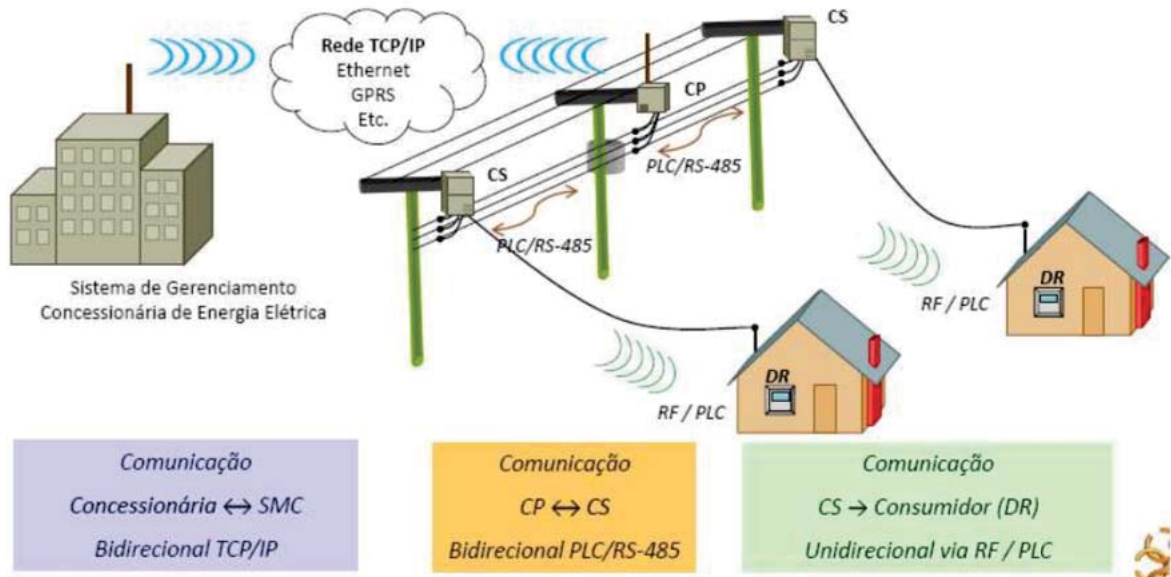 Rede TCP/IP
Ethernet
GPRS
Etc.
CS
CP
CS
PLC/RS-485
PLC/RS-485
Sistema de Gerenciamento
Concessionária de Energia Elétrica
DR
RF / PLC
DR
RF / PLC
Comunicação
Concessionária ↔ SMC
Bidirecional TCP/IP
Comunicação
CP ↔ CS
Bidirecional PLC/RS-485
Comunicação
CS → Consumidor (DR)
Unidirecional via RF / PLC